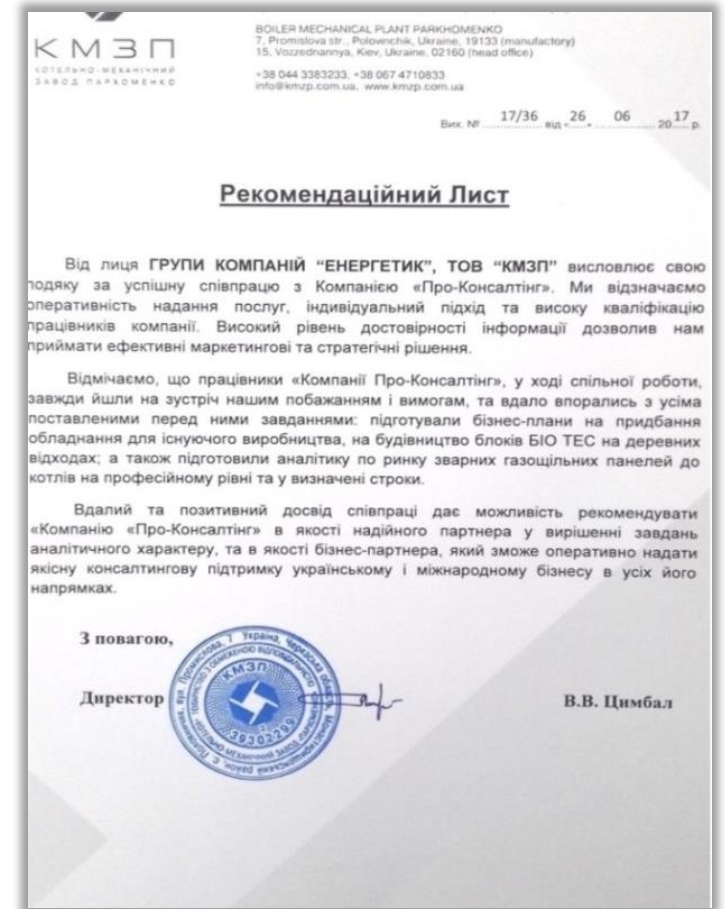 КМЗП
КОТЕЛЬНО-МЕХАНІЧНИЙ
ЗАВОД ПАРХОМЕНКО
BOILER MECHANICAL PLANT PARKHOMENKO
7, Promislova str., Polovinchik, Ukraine, 19133 (manufactory)
15, Vozzednannya, Kiev, Ukraine, 02160 (head office)
+38 044 3383233, +38 067 4710833
info@kmzp.com.ua, www.kmzp.com.ua
Вих. № 17/36 від «26» 06 2017 р.
Рекомендаційний Лист
Від лиця ГРУПИ КОМПАНІЙ “ЕНЕРГЕТИК”, ТОВ “КМЗП” висловлює свою
подяку за успішну співпрацю з Компанією «Про-Консалтінг». Ми відзначаємо
оперативність надання послуг, індивідуальний підхід та високу кваліфікацію
працівників компанії. Високий рівень достовірності інформації дозволив нам
приймати ефективні маркетингові та стратегічні рішення.
Відмічаємо, що працівники «Компанії Про-Консалтінг», у ході спільної роботи,
завжди йшли на зустріч нашим побажанням і вимогам, та вдало впорались з усіма
поставленими перед ними завданнями: підготували бізнес-плани на придбання
обладнання для існуючого виробництва, на будівництво блоків БІО ТЕС на деревних
відходах; а також підготовили аналітику по ринку зварних газощільних панелей до
котлів на професійному рівні та у визначені строки.
Вдалий та позитивний досвід співпраці дає можливість рекомендувати
«Компанію «Про-Консалтінг» в якості надійного партнера у вирішенні завдань
аналітичного характеру, та в якості бізнес-партнера, який зможе оперативно надати
якісну консалтингову підтримку українському і міжнародному бізнесу в усіх його
напрямках.
З повагою,
Директор
В.В. Цимбал
КМЗП
39302299